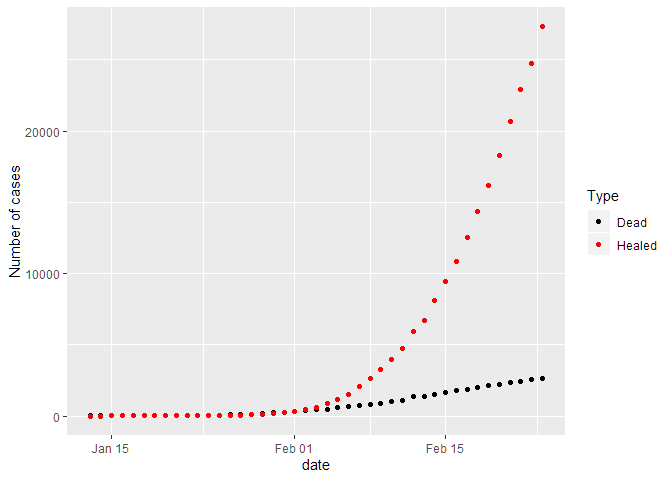 Number of cases
20000
10000
0
Jan 15
Feb 01
Feb 15
date
Type
Dead
Healed